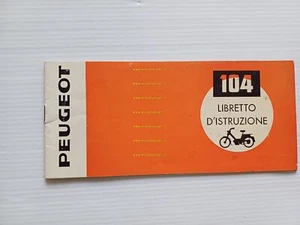 PEUGEOT
104
LIBRETTO
D'ISTRUZIONE